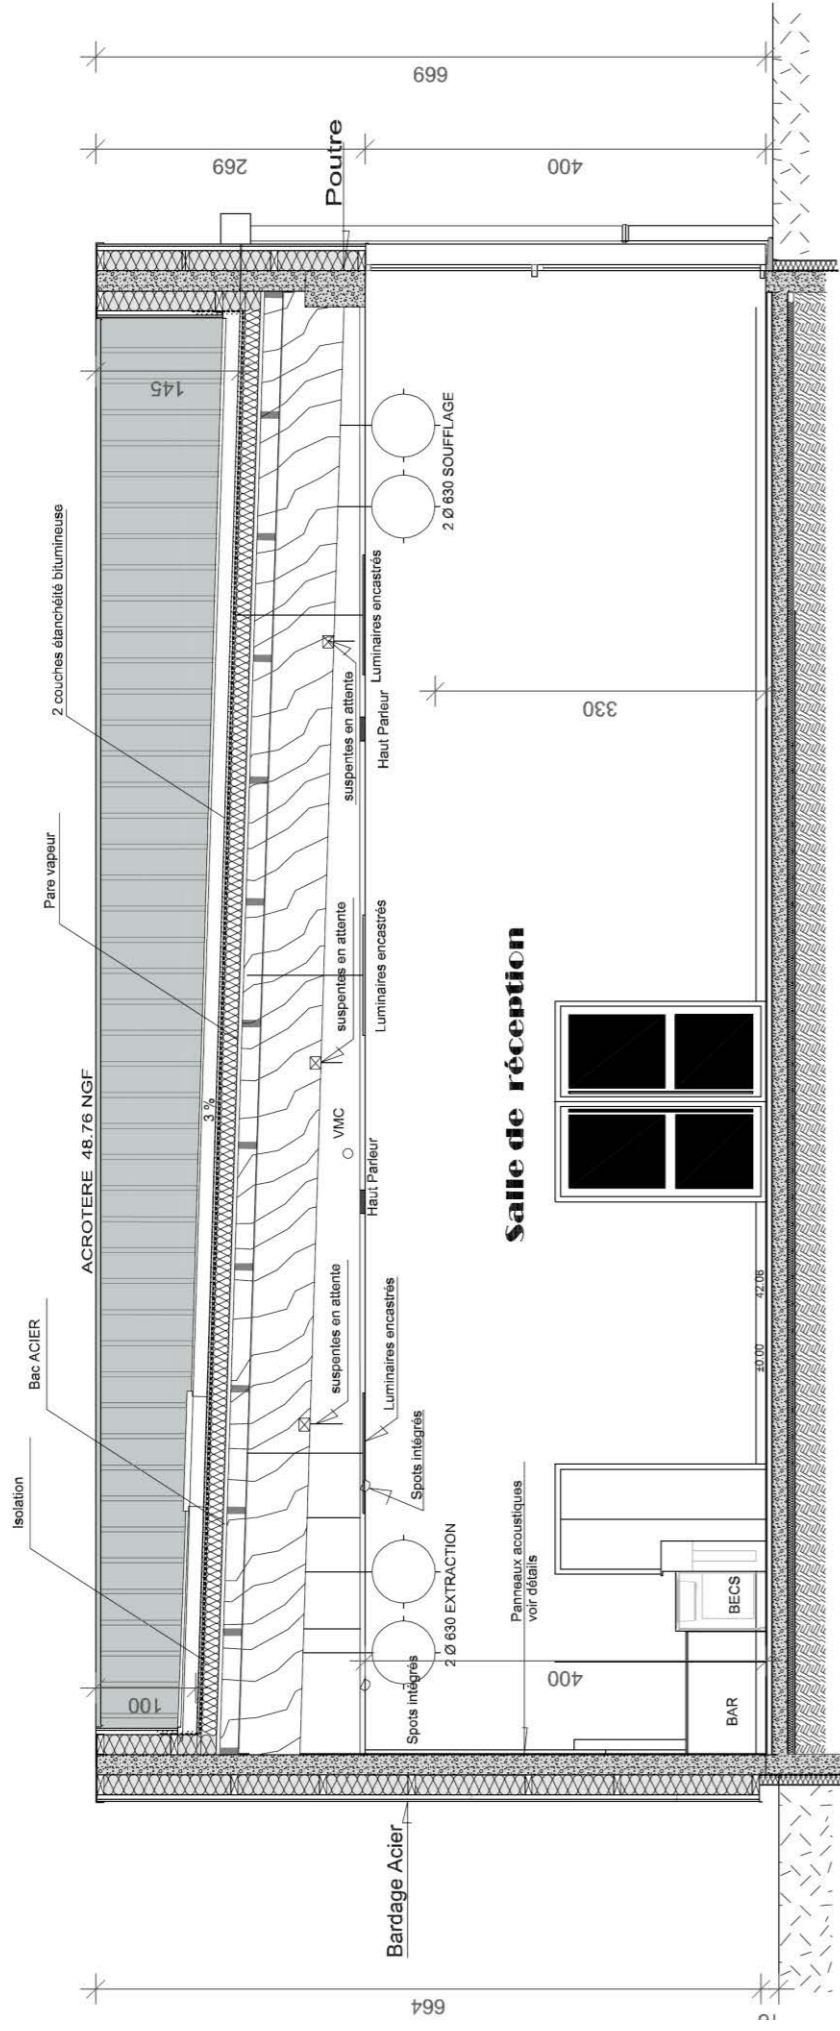 ACROTERE 48.76 NGF
Isolation
Bac ACIER
Pare vapeur
2 couches étanchéité bitumineuse
3 %
100
145
269
669
400
Poutre
suspentes en attente
suspentes en attente
suspentes en attente
VMC
Spots intégrés
2 Ø 630 EXTRACTION
Spots intégrés
Luminaires encastrés
Haut Parleur
Luminaires encastrés
Haut Parleur
Luminaires encastrés
2 Ø 630 SOUFFLAGE
Bardage Acier
Panneaux acoustiques
voir détails
Salle de réception
330
400
BAR
BECS
±0.00
42.06
664